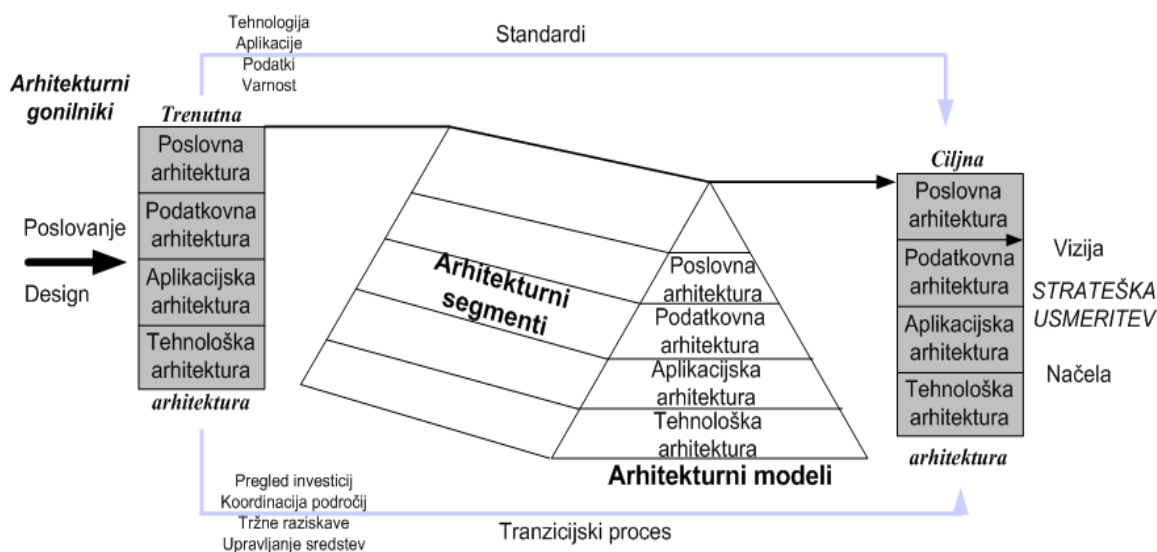 Tehnologija
Aplikacije
Podatki
Varnost
Standardi
Arhitekturni
gonilniki
Trenutna
Poslovna
arhitektura
Podatkovna
arhitektura
Aplikacijska
arhitektura
Tehnološka
arhitektura
arhitektura
Poslovanje
Design
Arhitekturni
segmenti
Poslovna
arhitektura
Podatkovna
arhitektura
Aplikacijska
arhitektura
Tehnološka
arhitektura
Arhitekturni modeli
Ciljna
Poslovna
arhitektura
Podatkovna
arhitektura
Aplikacijska
arhitektura
Tehnološka
arhitektura
arhitektura
Vizija
STRATEŠKA
USMERITEV
Načela
Pregled investicij
Koordinacija področij
Tržne raziskave
Upravljanje sredstev
Tranzicijski proces